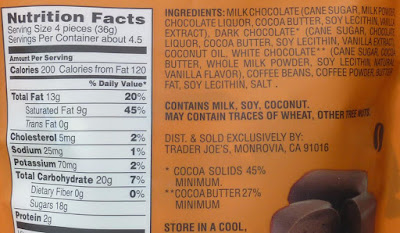 Nutrition Facts
Serving Size 4 pieces (36g)
Servings Per Container about 4.5
Amount Per Serving
Calories 200 Calories from Fat 120
% Daily Value*
Total Fat 13g 20%
Saturated Fat 9g 45%
Trans Fat 0g
Cholesterol 5mg 2%
Sodium 25mg 1%
Potassium 70mg 2%
Total Carbohydrate 20g 7%
Dietary Fiber 0g 0%
Sugars 18g
Protein 2g
INGREDIENTS: MILK CHOCOLATE (CANE SUGAR, MILK POWDER,
CHOCOLATE LIQUOR, COCOA BUTTER, SOY LECITHIN, VANILLA
EXTRACT), DARK CHOCOLATE* (CANE SUGAR, CHOCOLATE
LIQUOR, COCOA BUTTER, SOY LECITHIN, VANILLA EXTRACT),
COCONUT OIL, WHITE CHOCOLATE** (CANE SUGAR, COCOA
BUTTER, WHOLE MILK POWDER, SOY LECITHIN, NATURAL
VANILLA FLAVOR), COFFEE BEANS, COFFEE POWDER, BUTTER
FAT, SOY LECITHIN, SALT.
CONTAINS MILK, SOY, COCONUT.
MAY CONTAIN TRACES OF WHEAT, OTHER TREE NUTS.
DIST. & SOLD EXCLUSIVELY BY:
TRADER JOE'S, MONROVIA, CA 91016
* COCOA SOLIDS 45%
MINIMUM.
** COCOA BUTTER 27%
MINIMUM
STORE IN A COOL,